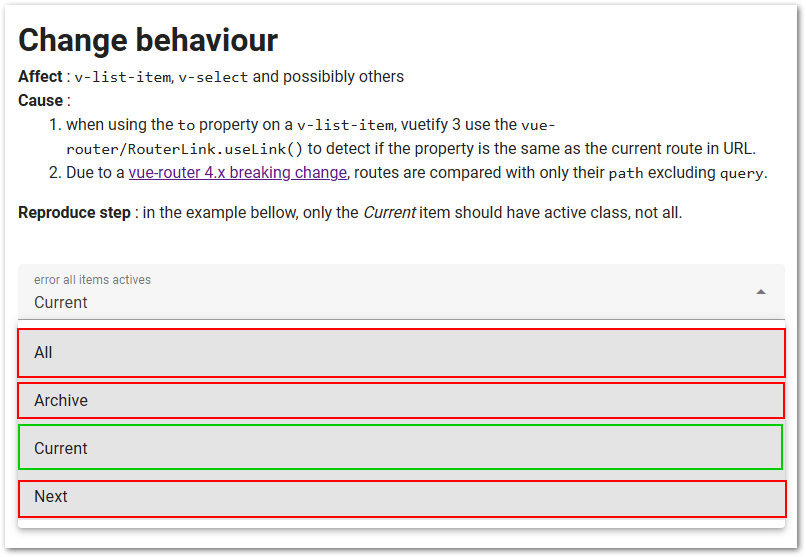 Change behaviour
Affect : v-list-item, v-select and possibibly others
Cause :
1. when using the to property on a v-list-item, vuetify 3 use the vue-
router/RouterLink.useLink() to detect if the property is the same as the current route in URL.
2. Due to a vue-router 4.x breaking change, routes are compared with only their path excluding query.
Reproduce step : in the example bellow, only the Current item should have active class, not all.
error all items actives
Current
All
Archive
Current
Next